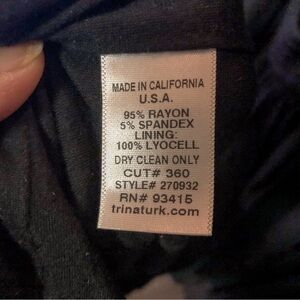 MADE IN CALIFORNIA
U.S.A.
95% RAYON
5% SPANDEX
LINING:
100% LYOCELL
DRY CLEAN ONLY
CUT# 360
STYLE# 270932
RN# 93415
trinaturk.com